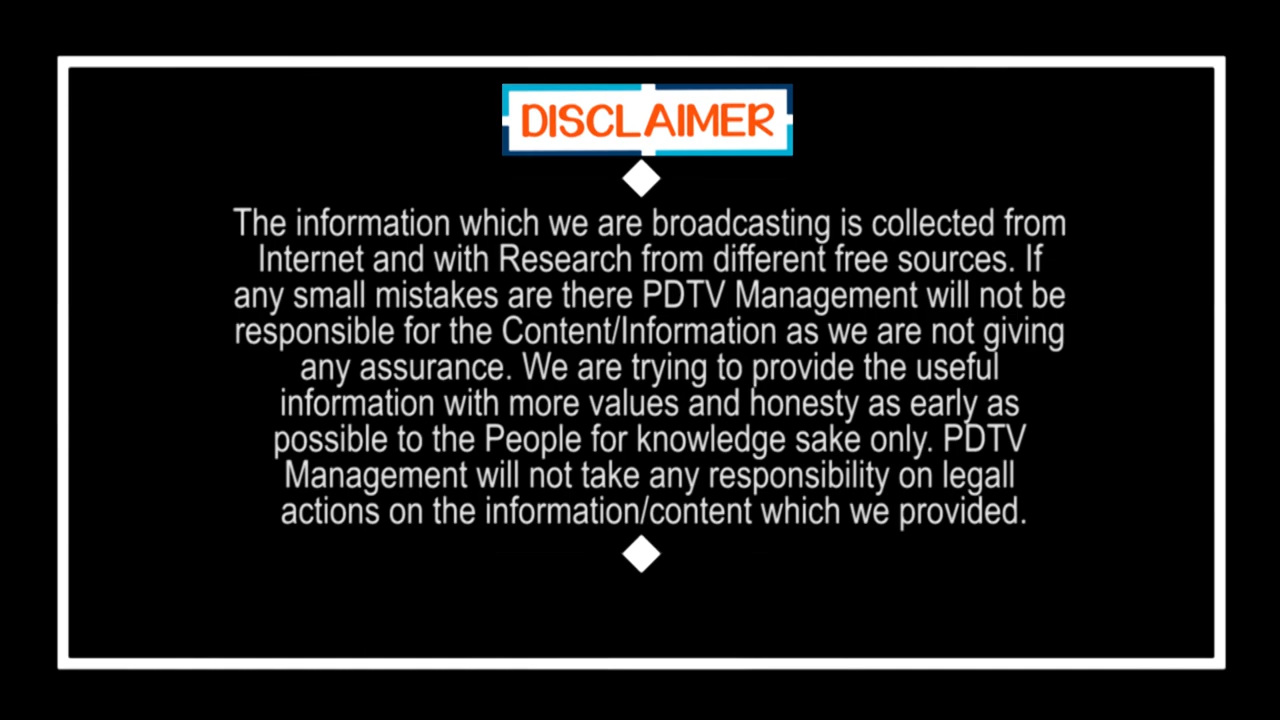 DISCLAIMER
The information which we are broadcasting is collected from
Internet and with Research from different free sources. If
any small mistakes are there PDTV Management will not be
responsible for the Content/Information as we are not giving
any assurance. We are trying to provide the useful
information with more values and honesty as early as
possible to the People for knowledge sake only. PDTV
Management will not take any responsibility on legall
actions on the information/content which we provided.